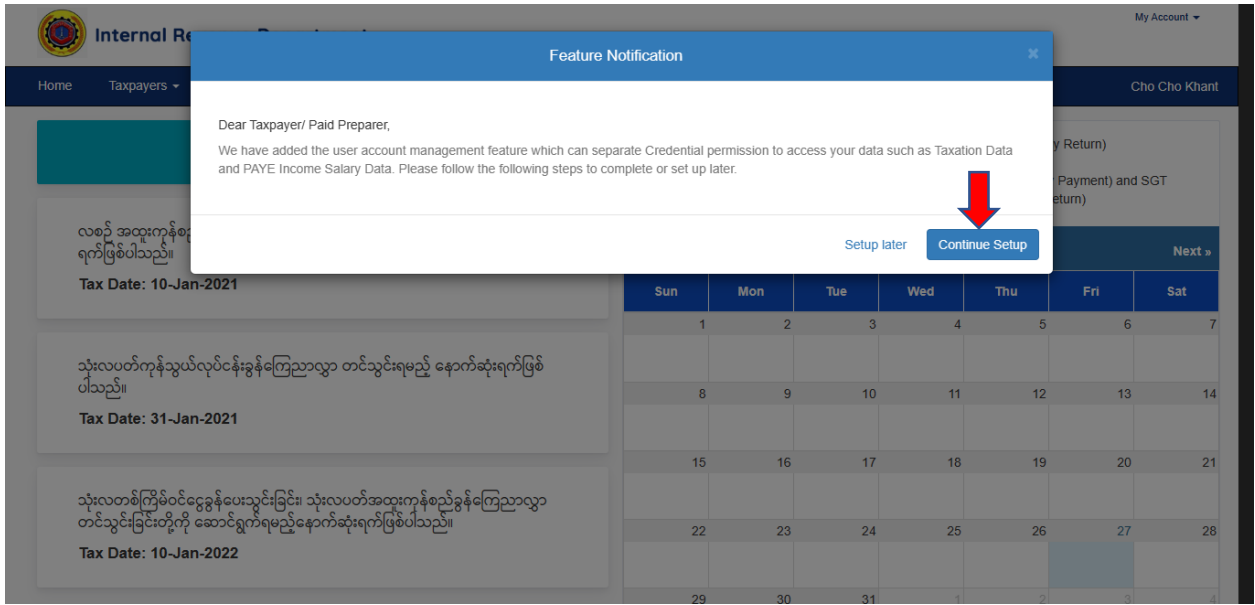 My Account
Internal Re
Feature Notification
×
Home
Taxpayers
Cho Cho Khant
Dear Taxpayer/ Paid Preparer,
We have added the user account management feature which can separate Credential permission to access your data such as Taxation Data
and PAYE Income Salary Data. Please follow the following steps to complete or set up later.
Setup later
Continue Setup
y Return)
Payment) and SGT
eturn)
လစဉ် အထူးကုန်စည
ရက်ဖြစ်ပါသည်။
Tax Date: 10-Jan-2021
သုံးလပတ်ကုန်သွယ်လုပ်ငန်းခွန်ကြေညာလွှာ တင်သွင်းရမည့် နောက်ဆုံးရက်ဖြစ်
ပါသည်။
Tax Date: 31-Jan-2021
သုံးလတစ်ကြိမ်ဝင်ငွေခွန်ပေးသွင်းခြင်း၊ သုံးလပတ်အထူးကုန်စည်ခွန်ကြေညာလွှာ
တင်သွင်းခြင်းတို့ကို ဆောင်ရွက်ရမည့်နောက်ဆုံးရက်ဖြစ်ပါသည်။
Tax Date: 10-Jan-2022
Next »
Sun Mon Tue Wed Thu Fri Sat
1 2 3 4 5 6 7
8 9 10 11 12 13 14
15 16 17 18 19 20 21
22 23 24 25 26 27 28
29 30 31 1 2 3 4